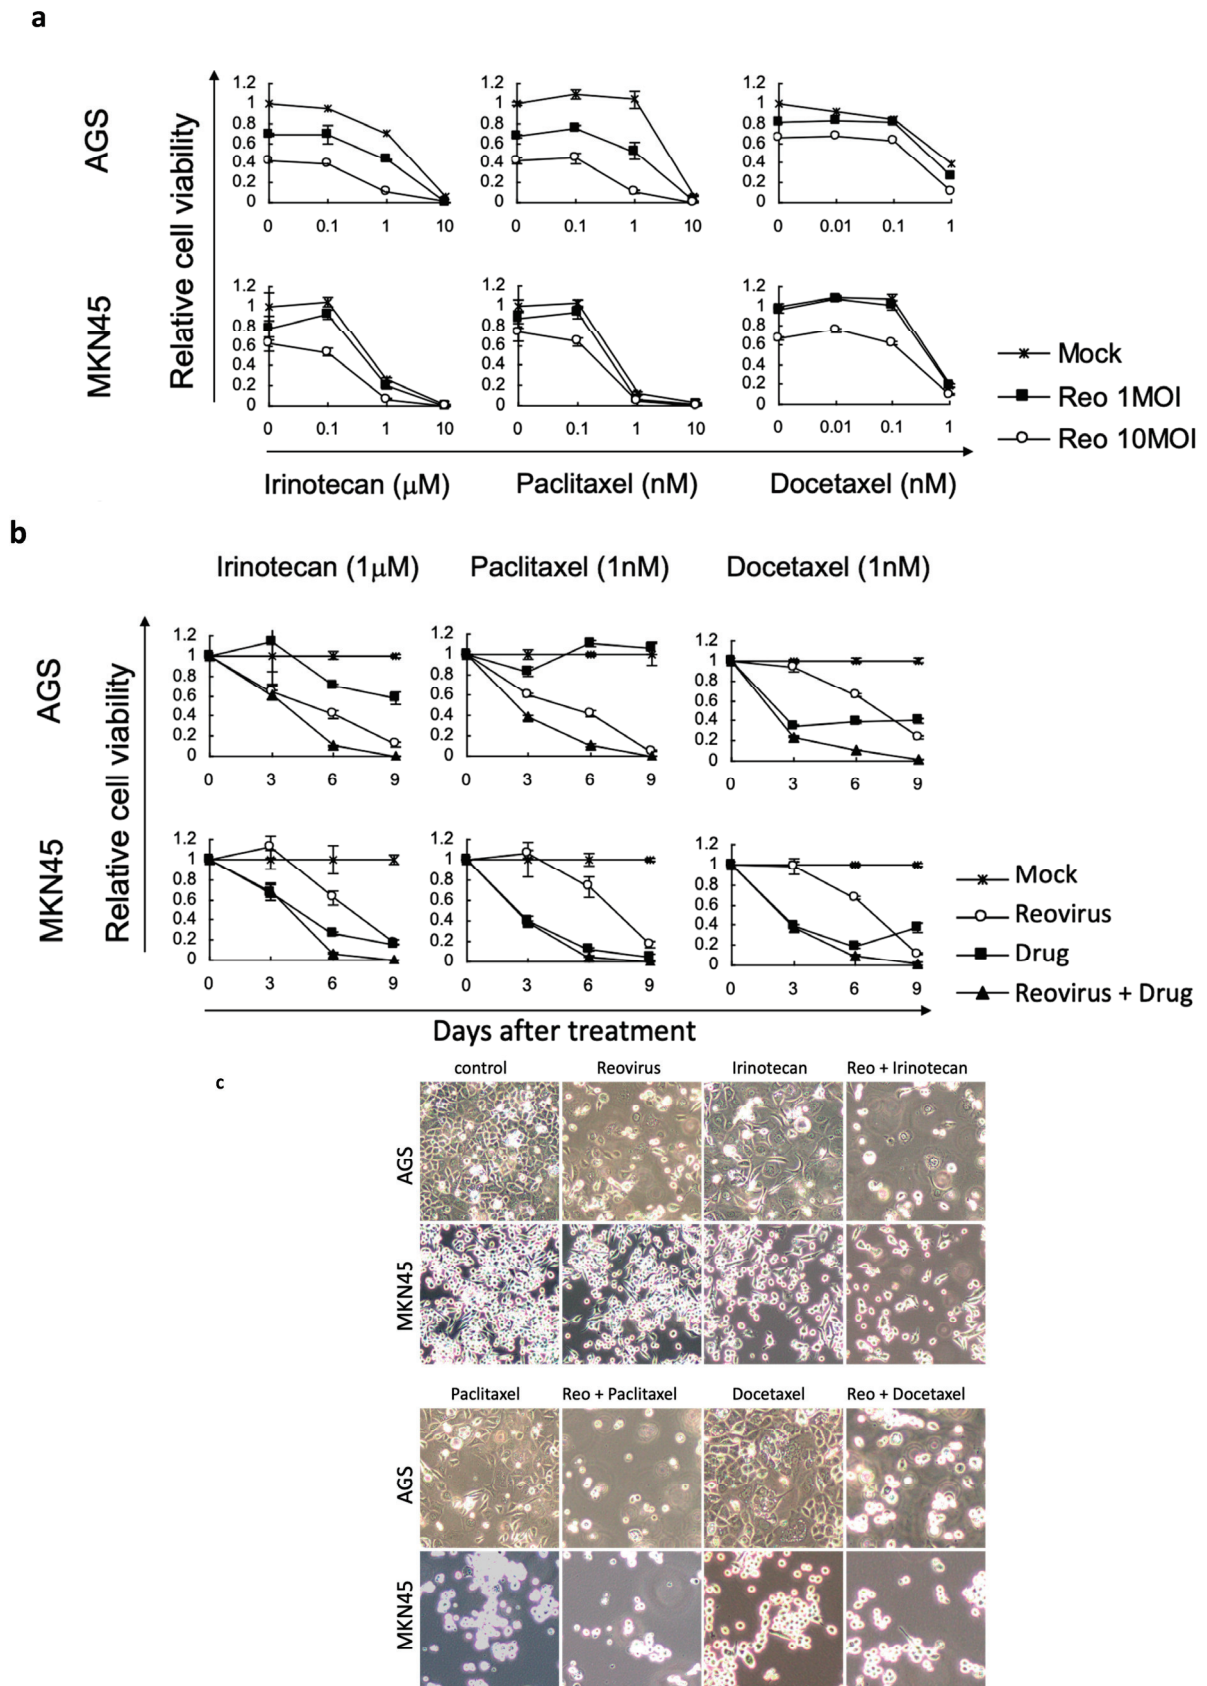 a
AGS
MKN45
Relative cell viability
1.2 1 0.8 0.6 0.4 0.2 0
0 0.1 1 10
1.2 1 0.8 0.6 0.4 0.2 0
0 0.1 1 10
1.2 1 0.8 0.6 0.4 0.2 0
0 0.01 0.1 1
1.2 1 0.8 0.6 0.4 0.2 0
0 0.1 1 10
1.2 1 0.8 0.6 0.4 0.2 0
0 0.1 1 10
1.2 1 0.8 0.6 0.4 0.2 0
0 0.01 0.1 1
Mock
Reo 1MOI
Reo 10MOI
Irinotecan (μM) Paclitaxel (nM) Docetaxel (nM)
b
Irinotecan (1μM) Paclitaxel (1nM) Docetaxel (1nM)
AGS
MKN45
Relative cell viability
1.2 1 0.8 0.6 0.4 0.2 0
0 3 6 9
1.2 1 0.8 0.6 0.4 0.2 0
0 3 6 9
1.2 1 0.8 0.6 0.4 0.2 0
0 3 6 9
1.2 1 0.8 0.6 0.4 0.2 0
0 3 6 9
1.2 1 0.8 0.6 0.4 0.2 0
0 3 6 9
1.2 1 0.8 0.6 0.4 0.2 0
0 3 6 9
Mock
Reovirus
Drug
Reovirus + Drug
Days after treatment
c
control Reovirus Irinotecan Reo + Irinotecan
AGS
MKN45
Paclitaxel Reo + Paclitaxel Docetaxel Reo + Docetaxel
AGS
MKN45